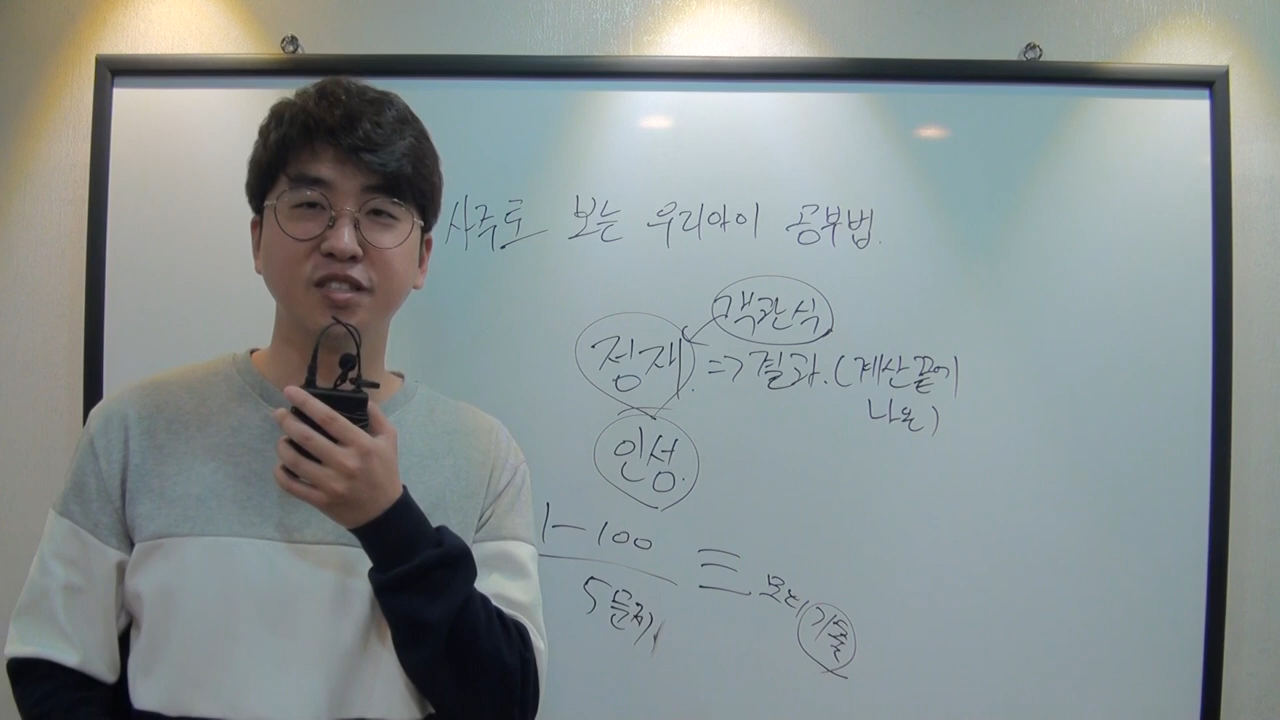 사주로 보는 우리아이 공부법.
객관식
정재. => 결과. (계산끝에
나온)
인성.
1-100
5문제
모의, 기출